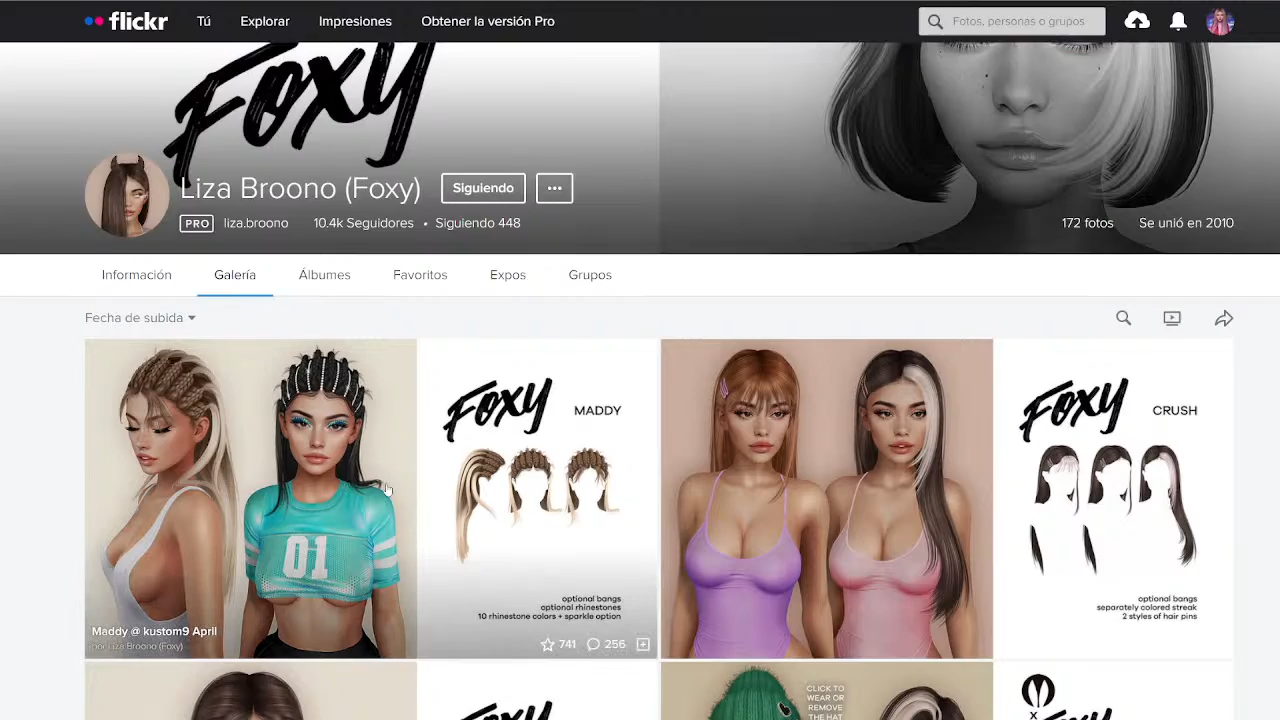 flickr Tú Explorar Impresiones Obtener la versión Pro Fotos, personas o grupos
Foxy
Liza Broono (Foxy) Siguiendo ...
PRO liza.broono 10.4k Seguidores • Siguiendo 448 172 fotos Se unió en 2010
Información Galería Álbumes Favoritos Expos Grupos
Fecha de subida
Foxy MADDY
01
optional bangs
optional rhinestones
10 rhinestone colors + sparkle option
Maddy @ kustom9 April
por Liza Broono (Foxy)
741 256
Foxy CRUSH
optional bangs
separately colored streak
2 styles of hair pins
Foxy
CLICK TO
WEAR OR
REMOVE
THE HAT
X
Foxy